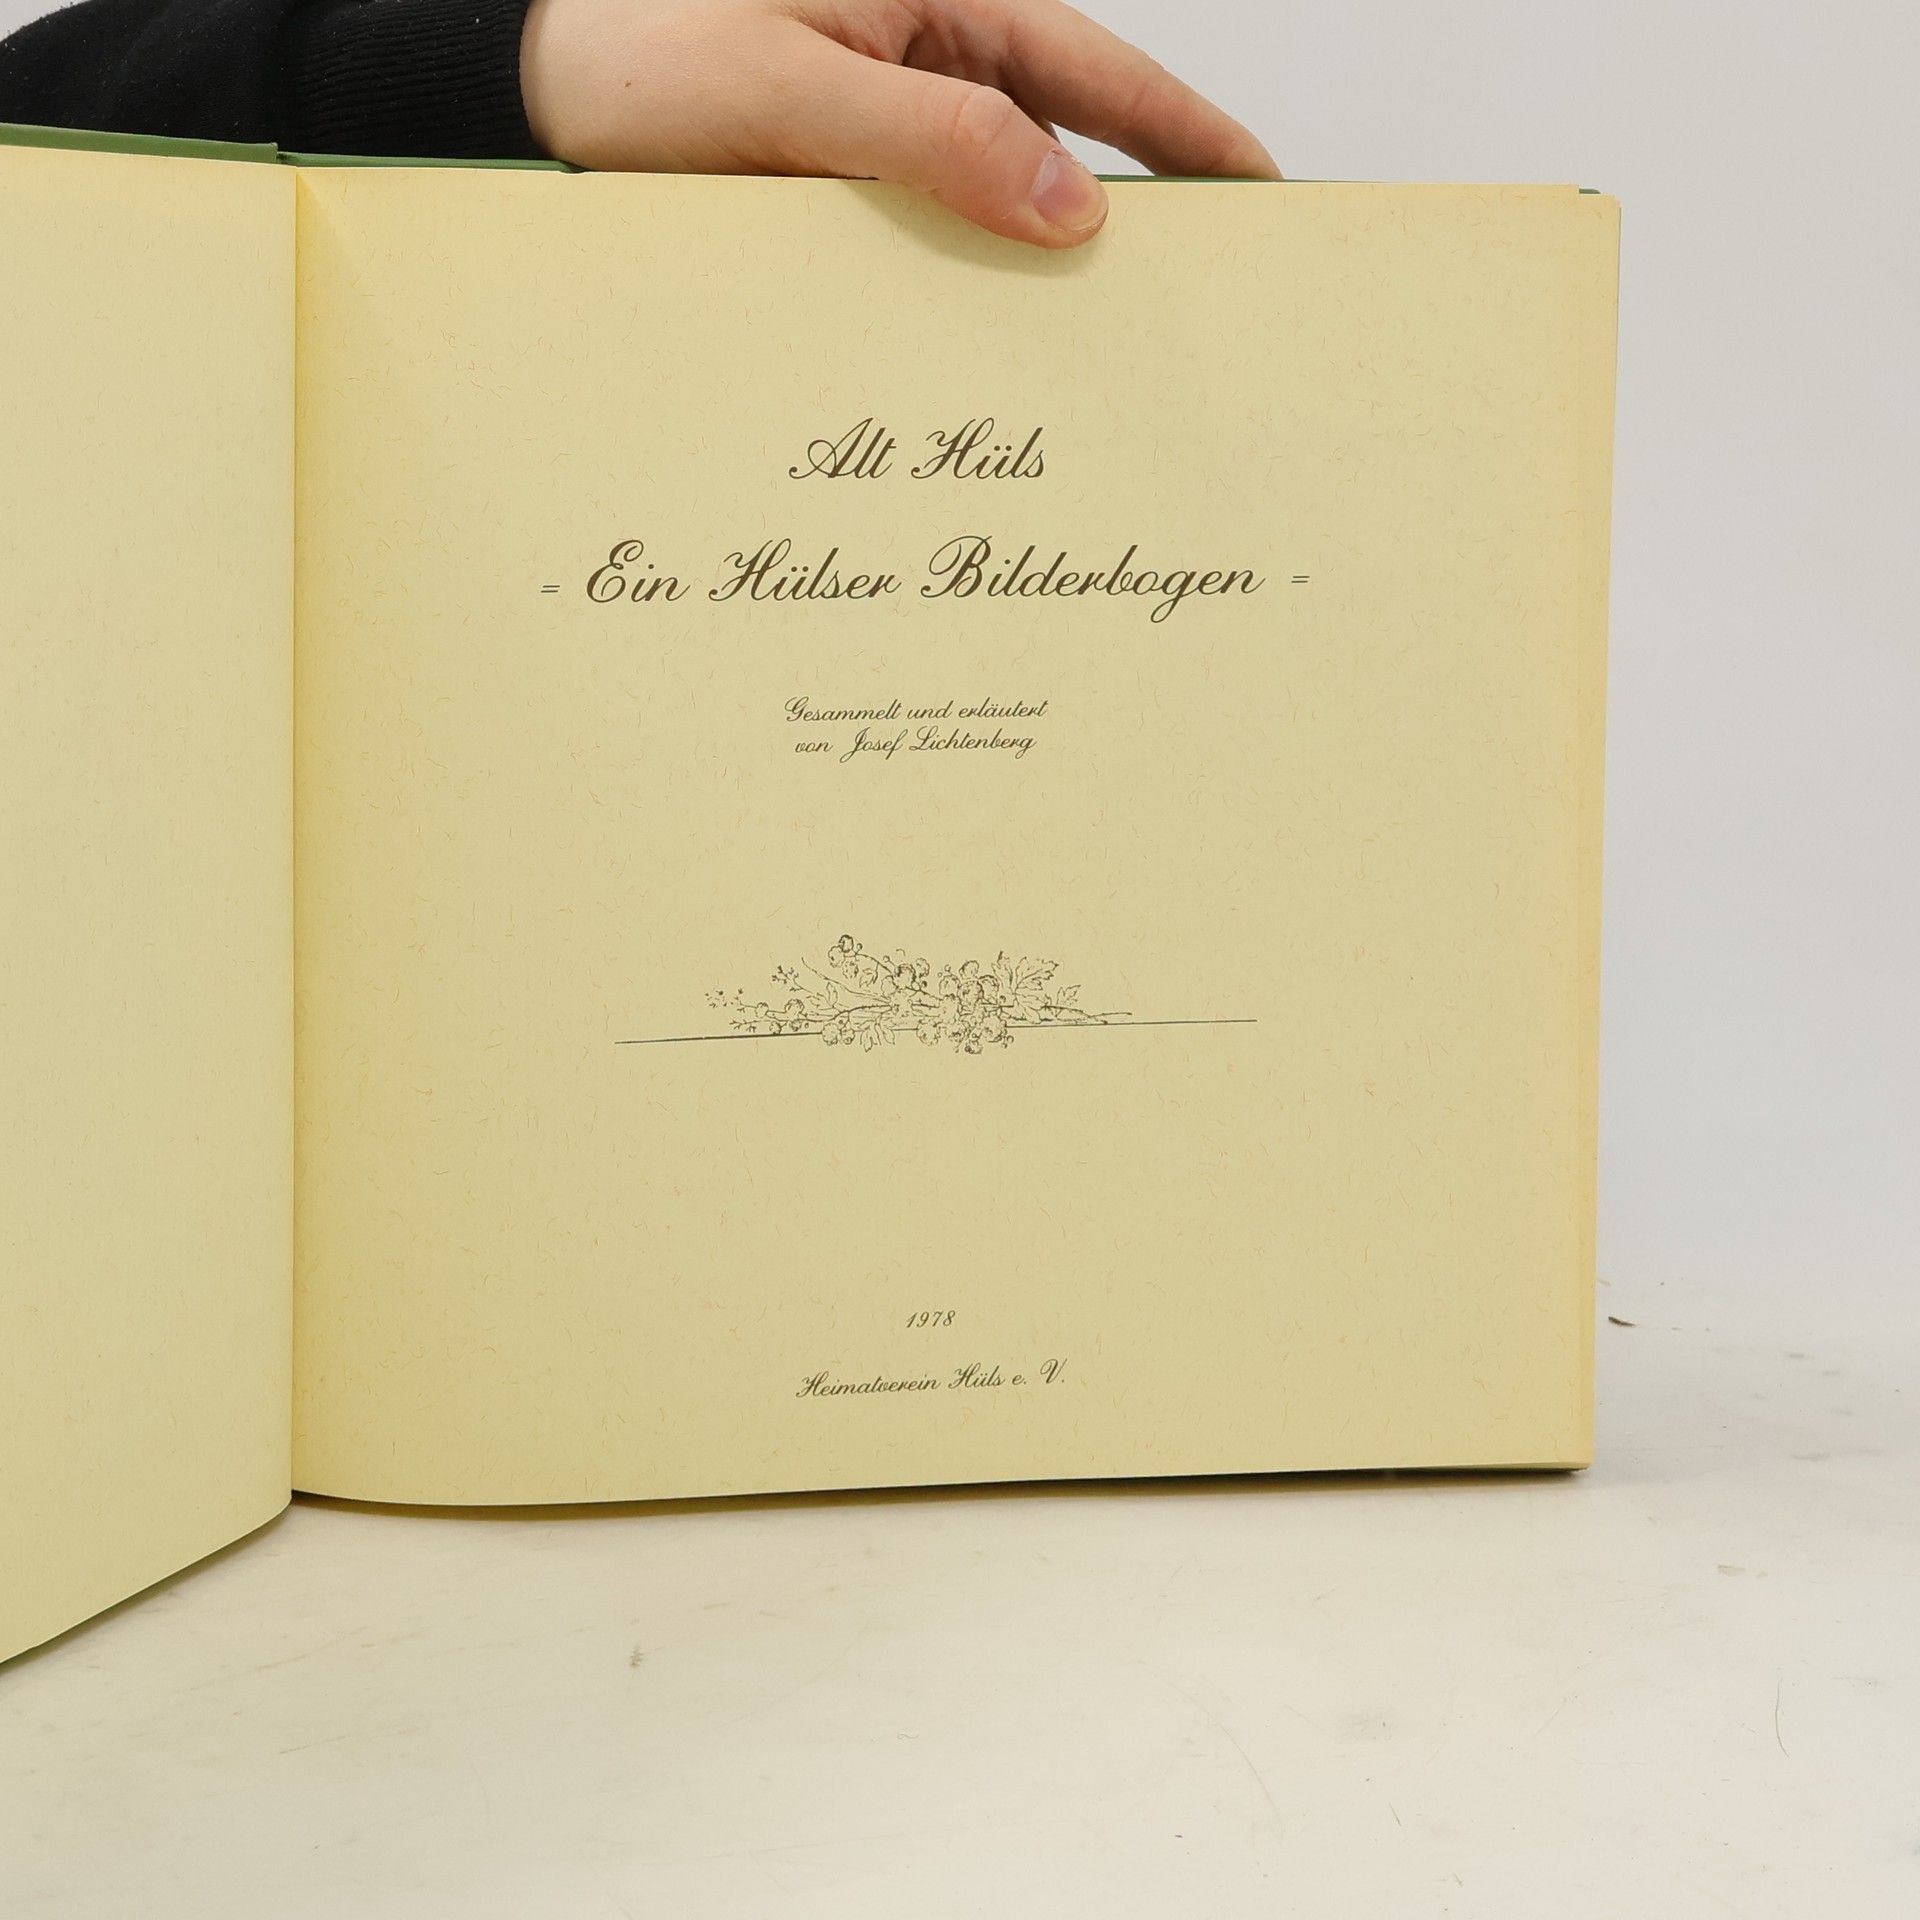 Alt Hüls
= Ein Hülser Bilderbogen =
Gesammelt und erläutert
von Josef Lichtenberg
1978
Heimatverein Hüls e. V.